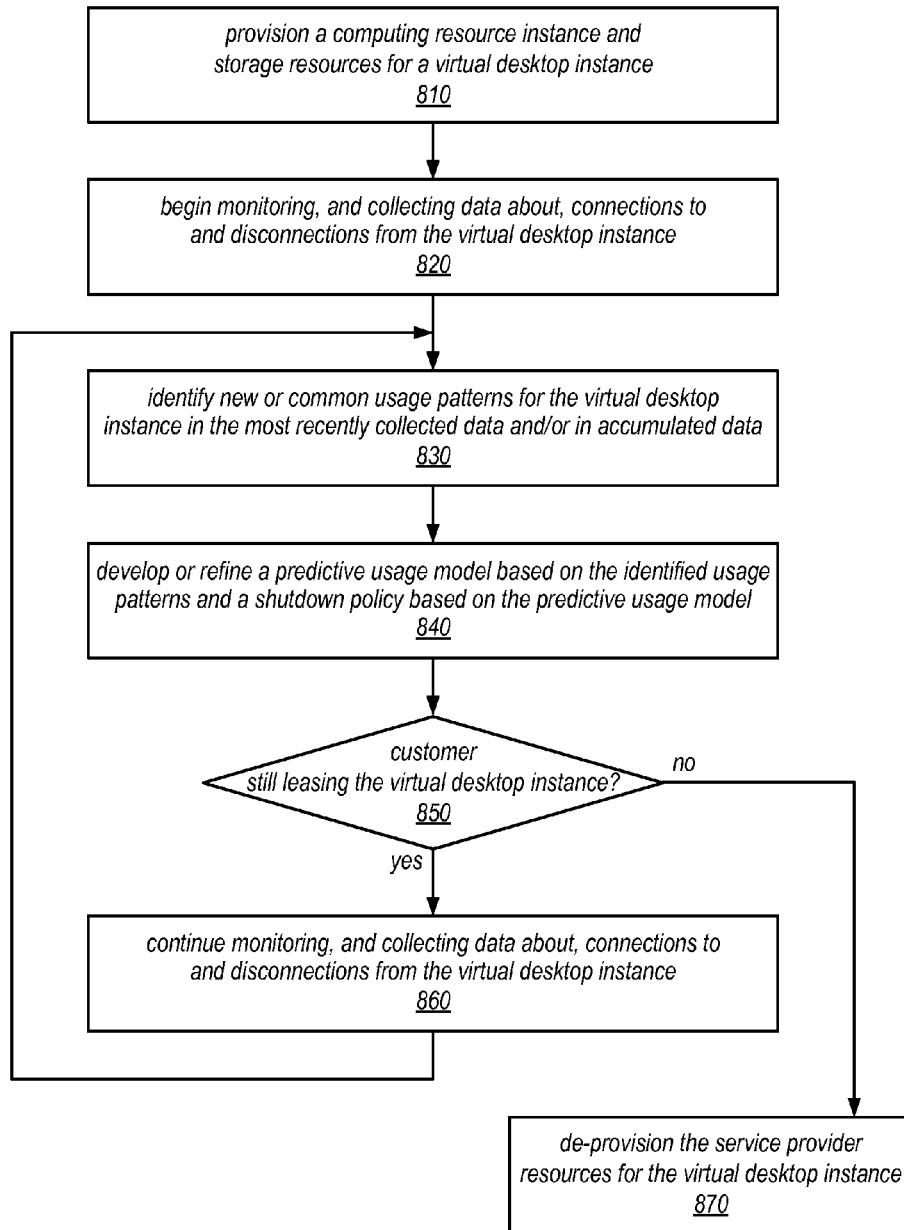 provision a computing resource instance and
storage resources for a virtual desktop instance
810
begin monitoring, and collecting data about, connections to
and disconnections from the virtual desktop instance
820
identify new or common usage patterns for the virtual desktop
instance in the most recently collected data and/or in accumulated data
830
develop or refine a predictive usage model based on the identified usage
patterns and a shutdown policy based on the predictive usage model
840
customer
still leasing the virtual desktop instance?
850
no
yes
continue monitoring, and collecting data about, connections to
and disconnections from the virtual desktop instance
860
de-provision the service provider
resources for the virtual desktop instance
870